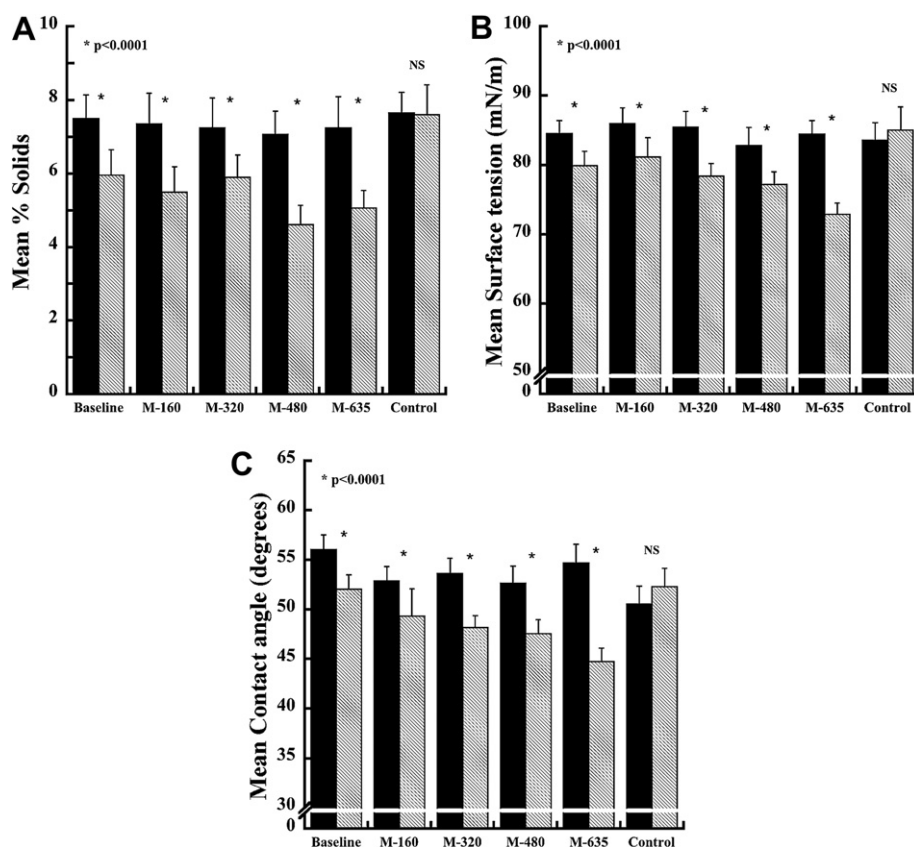 A
* p<0.0001
Mean % Solids
10
8
6
4
2
0
* * * * * NS
Baseline M-160 M-320 M-480 M-635 Control
B
* p<0.0001
Mean Surface tension (mN/m)
100
90
80
70
60
50
0
* * * * * NS
Baseline M-160 M-320 M-480 M-635 Control
C
* p<0.0001
Mean Contact angle (degrees)
65
60
55
50
45
40
35
30
0
* * * * * NS
Baseline M-160 M-320 M-480 M-635 Control